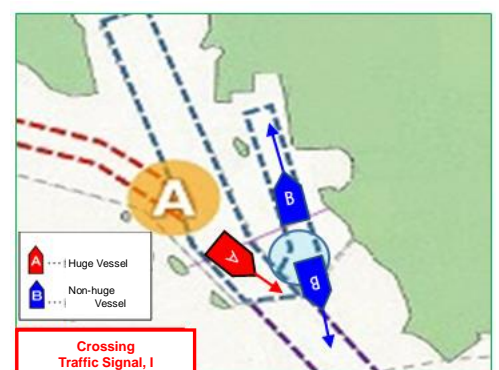 A
B
A
B
A ···· Huge Vessel
B ···· Non-huge
Vessel
Crossing
Traffic Signal, I